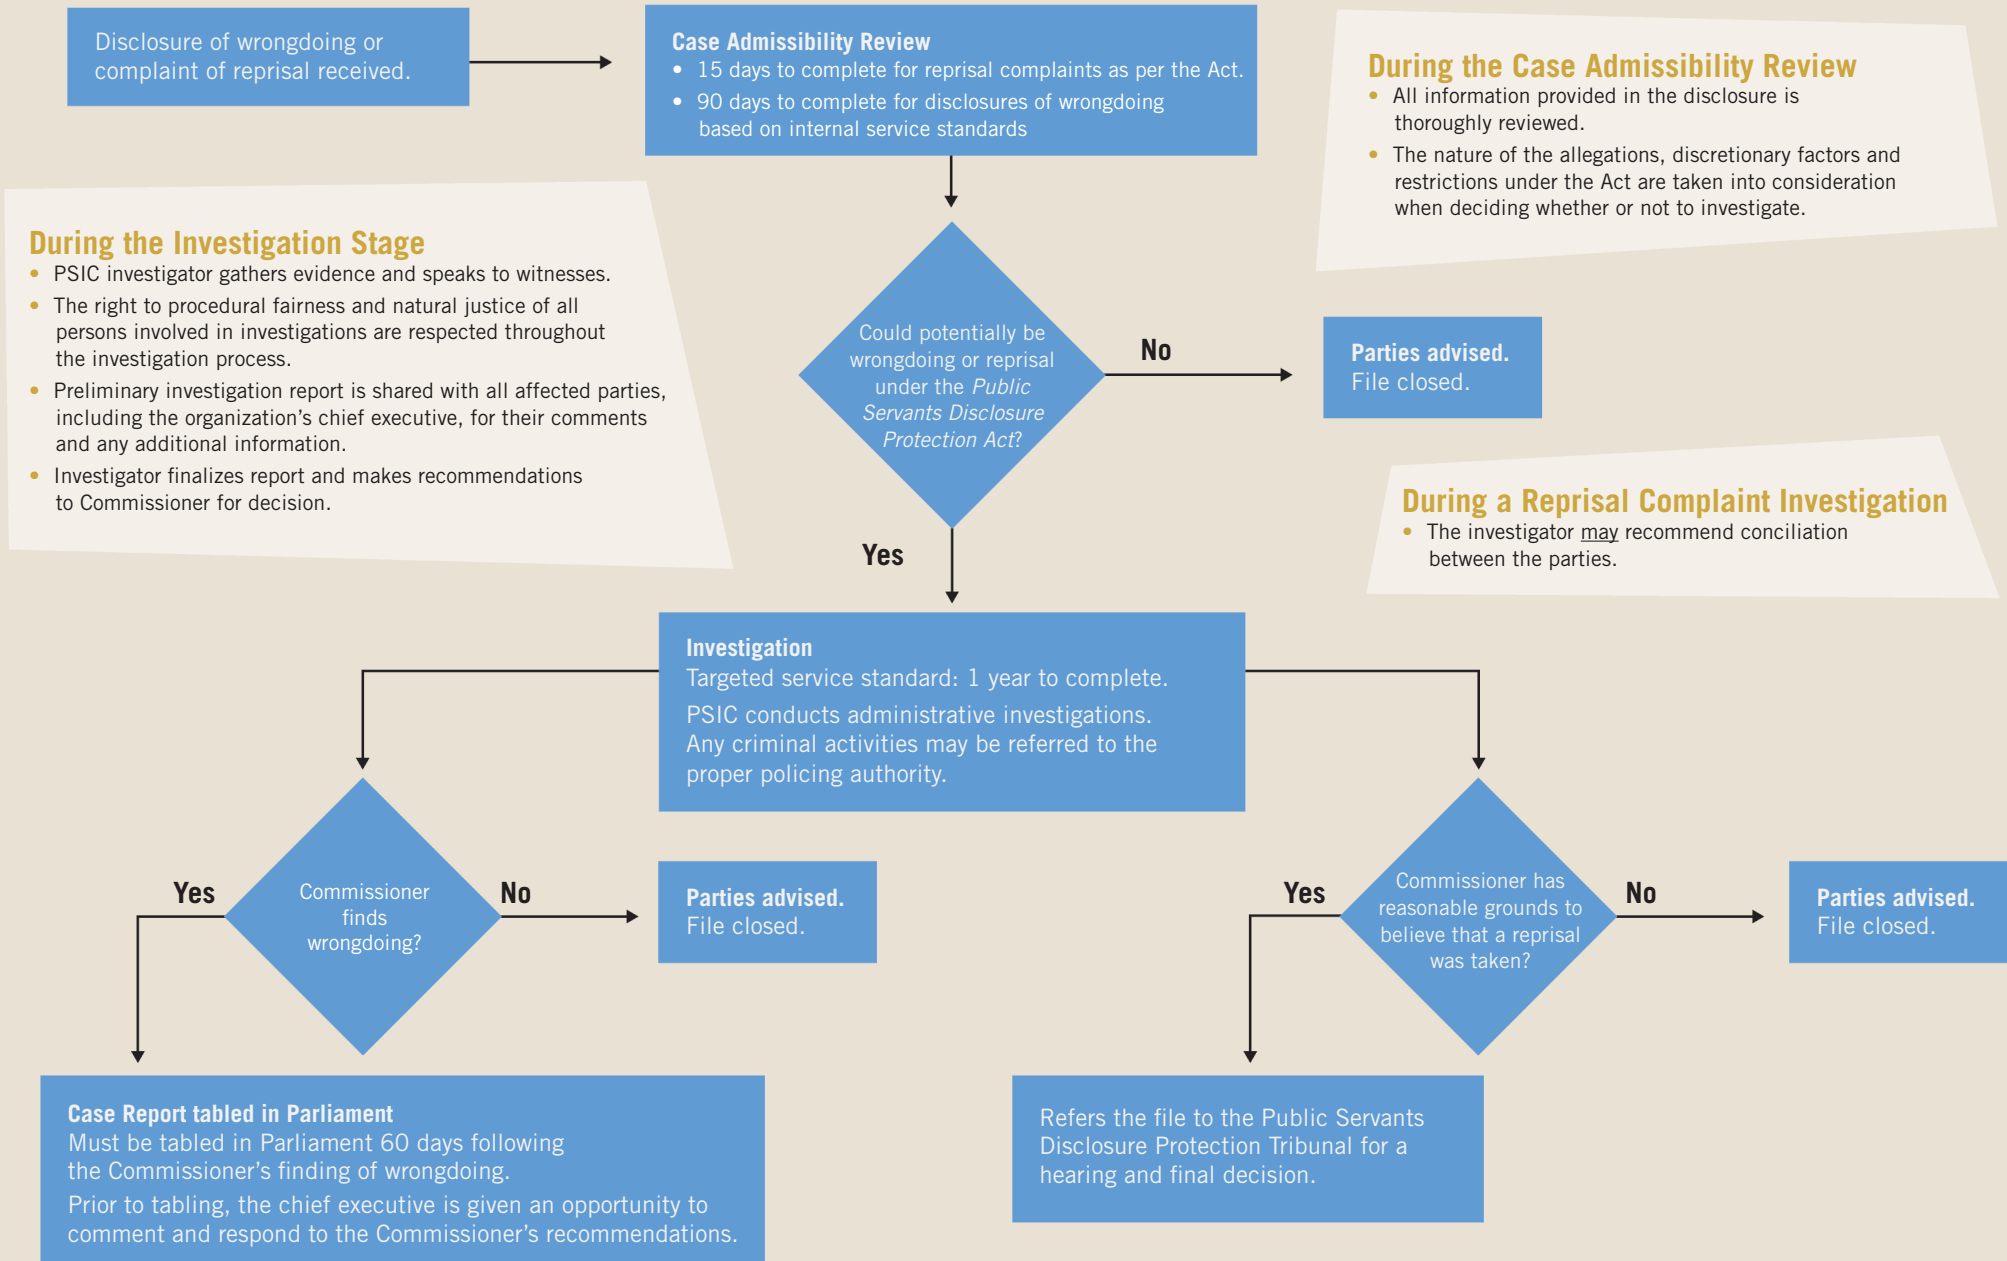 Disclosure of wrongdoing or
complaint of reprisal received.
Case Admissibility Review
• 15 days to complete for reprisal complaints as per the Act.
• 90 days to complete for disclosures of wrongdoing
based on internal service standards
During the Case Admissibility Review
• All information provided in the disclosure is
thoroughly reviewed.
• The nature of the allegations, discretionary factors and
restrictions under the Act are taken into consideration
when deciding whether or not to investigate.
During the Investigation Stage
• PSIC investigator gathers evidence and speaks to witnesses.
• The right to procedural fairness and natural justice of all
persons involved in investigations are respected throughout
the investigation process.
• Preliminary investigation report is shared with all affected parties,
including the organization’s chief executive, for their comments
and any additional information.
• Investigator finalizes report and makes recommendations
to Commissioner for decision.
Could potentially be
wrongdoing or reprisal
under the Public
Servants Disclosure
Protection Act?
No
Parties advised.
File closed.
Yes
During a Reprisal Complaint Investigation
• The investigator may recommend conciliation
between the parties.
Investigation
Targeted service standard: 1 year to complete.
PSIC conducts administrative investigations.
Any criminal activities may be referred to the
proper policing authority.
Yes
Commissioner
finds
wrongdoing?
No
Parties advised.
File closed.
Yes
Commissioner has
reasonable grounds to
believe that a reprisal
was taken?
No
Parties advised.
File closed.
Case Report tabled in Parliament
Must be tabled in Parliament 60 days following
the Commissioner’s finding of wrongdoing.
Prior to tabling, the chief executive is given an opportunity to
comment and respond to the Commissioner’s recommendations.
Refers the file to the Public Servants
Disclosure Protection Tribunal for a
hearing and final decision.